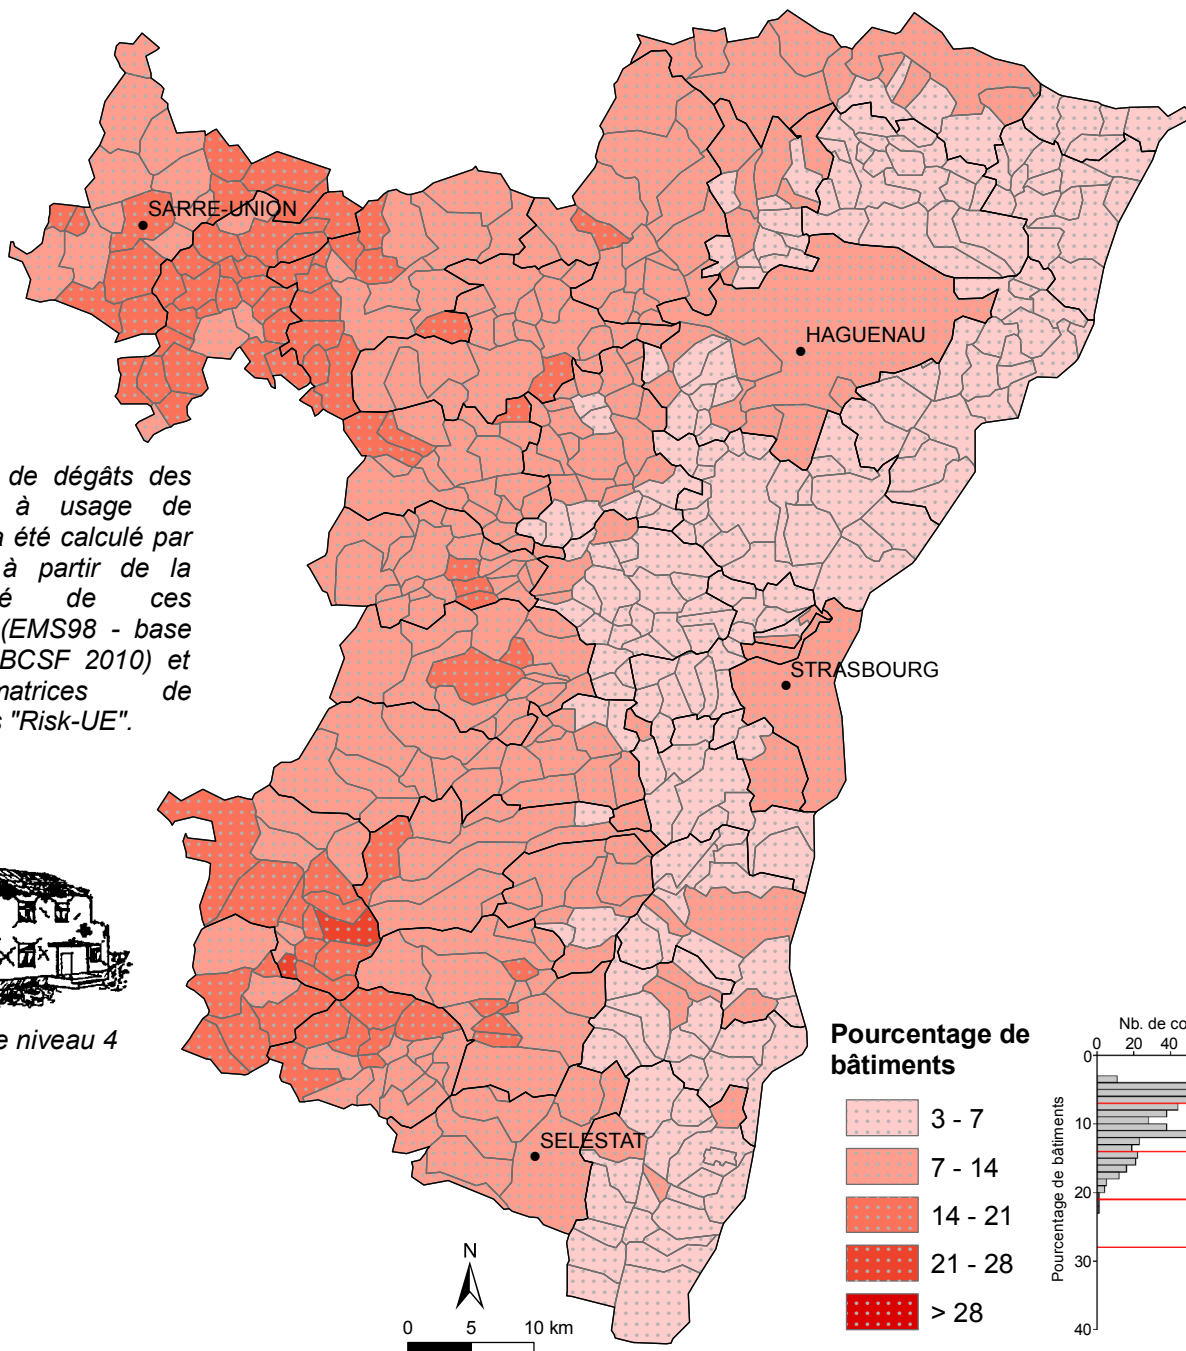 SARRE-UNION
HAGUENAU
de dégâts des
à usage de
été calculé par
à partir de la
de ces
(EMS98 - base
BCSF 2010) et
de
"Risk-UE".
STRASBOURG
niveau 4
SELESTAT
N
0 5 10 km
Pourcentage de
bâtiments
3 - 7
7 - 14
14 - 21
21 - 28
> 28
Nb. de
0 20 40
Pourcentage de bâtiments
0
10
20
30
40